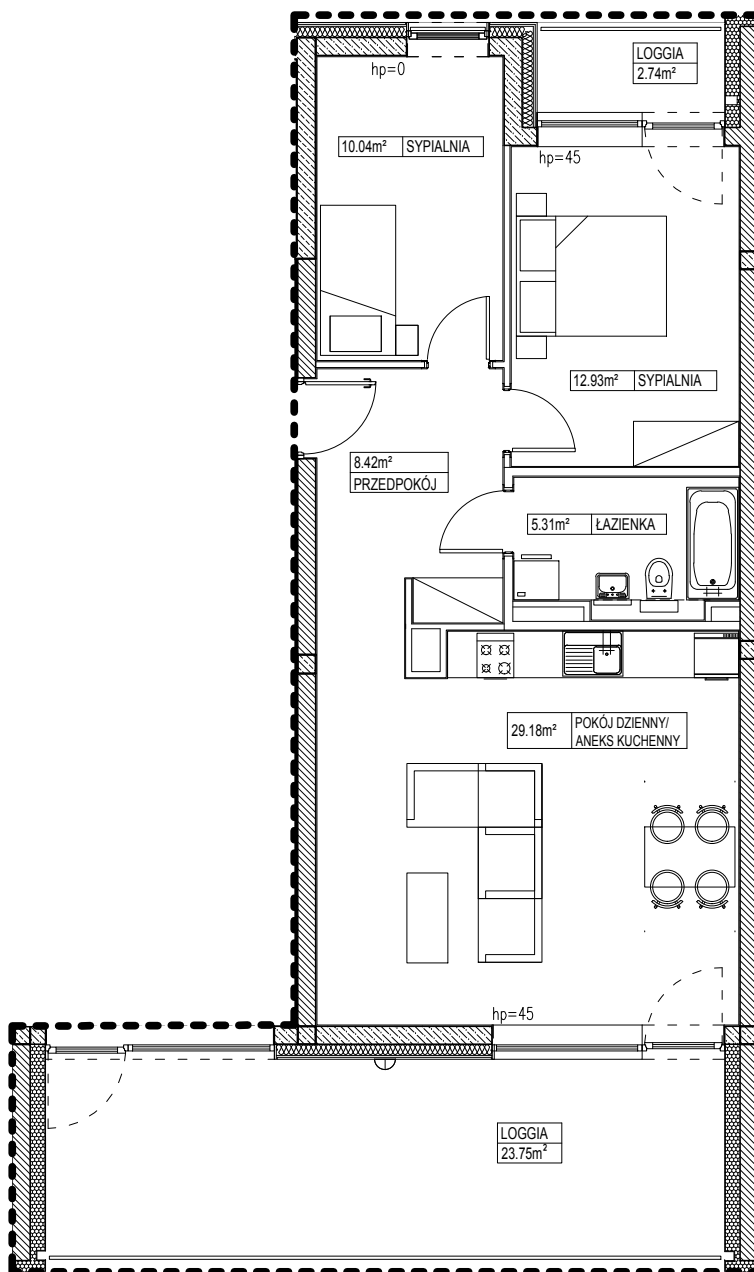 LOGGIA
2.74m²
hp=0
10.04m² SYPIALNIA
hp=45
12.93m² SYPIALNIA
8.42m²
PRZEDPOKÓJ
5.31m² ŁAZIENKA
29.18m² POKÓJ DZIENNY/
ANEKS KUCHENNY
hp=45
LOGGIA
23.75m²